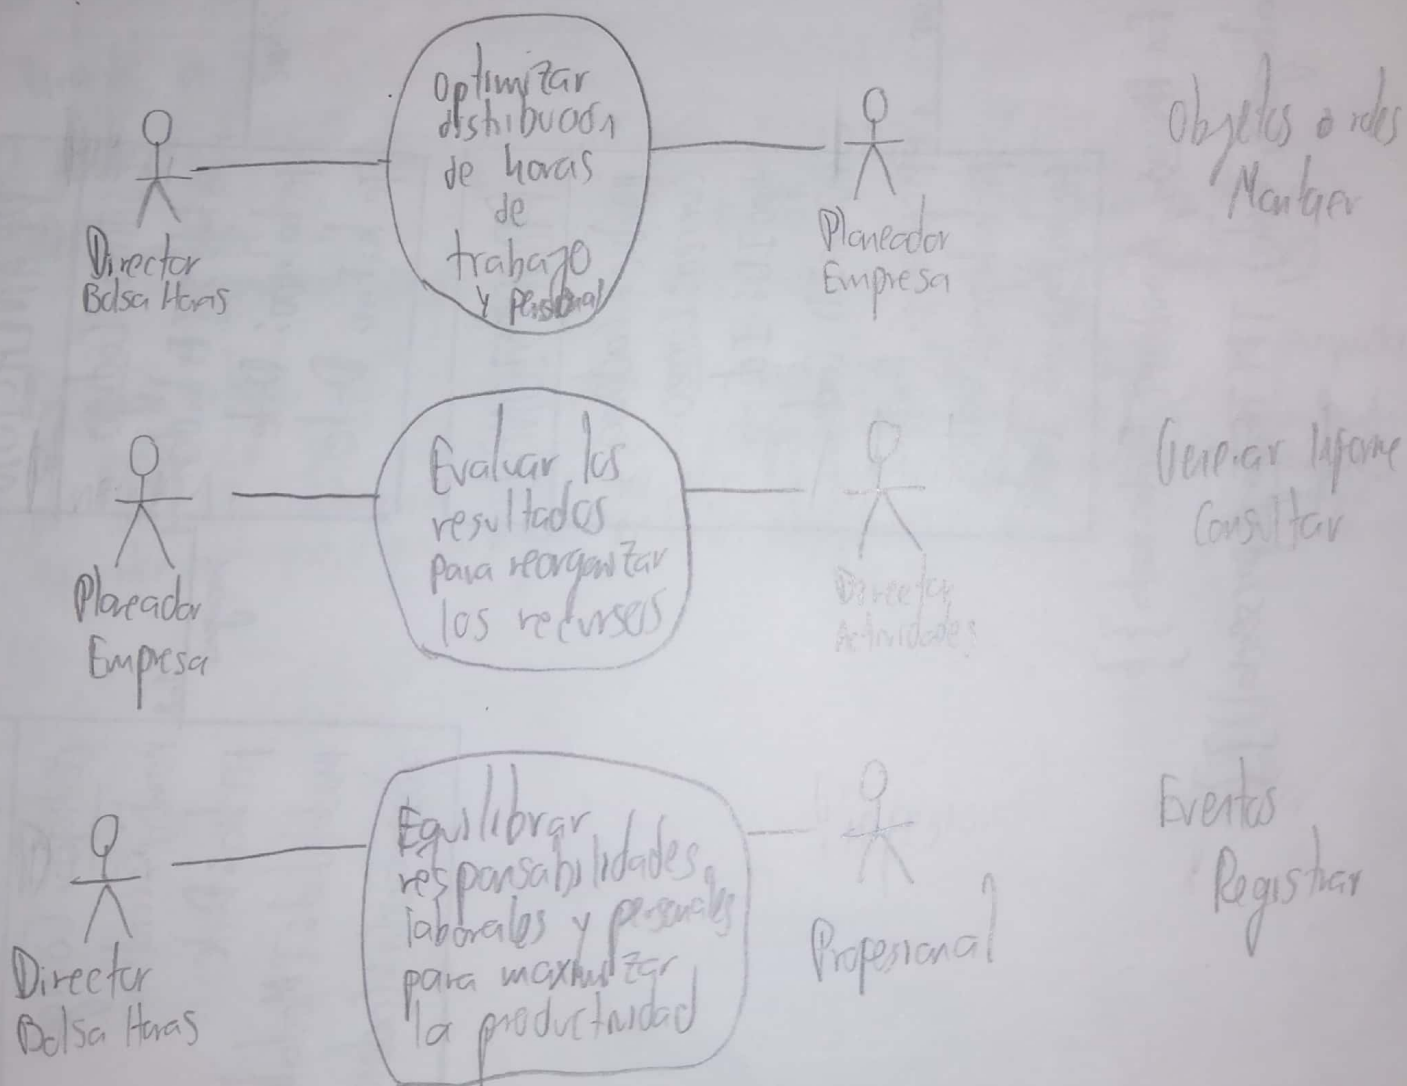 Optimizar
distribución
de horas
de
trabajo
y personal
Director
Bolsa Horas
Planeador
Empresa
Objetos o roles
Evaluar los
resultados
para reorganizar
los recursos
Planeador
Empresa
Director
Actividades
Generar Informe
Consultar
Equilibrar
responsabilidades
laborales y personales
para maximizar
la productividad
Director
Bolsa Horas
Profesional
Eventos
Registrar